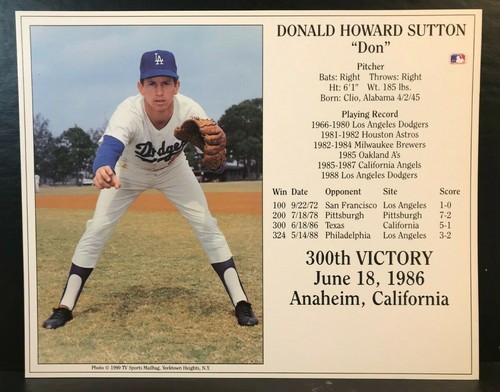 DONALD HOWARD SUTTON
"Don"
Pitcher
Bats: Right Throws: Right
Ht: 6'1" Wt. 185 lbs.
Born: Clio, Alabama 4/2/45
Playing Record
1966-1980 Los Angeles Dodgers
1981-1982 Houston Astros
1982-1984 Milwaukee Brewers
1985 Oakland A's
1985-1987 California Angels
1988 Los Angeles Dodgers
Win Date Opponent Site Score
100 9/22/72 San Francisco Los Angeles 1-0
200 7/18/78 Pittsburgh Pittsburgh 7-2
300 6/18/86 Texas California 5-1
324 5/14/88 Philadelphia Los Angeles 3-2
300th VICTORY
June 18, 1986
Anaheim, California
LA
Dodgers
Photo © 1999 TV Sports Mailbag, Yorktown Heights, N.Y.